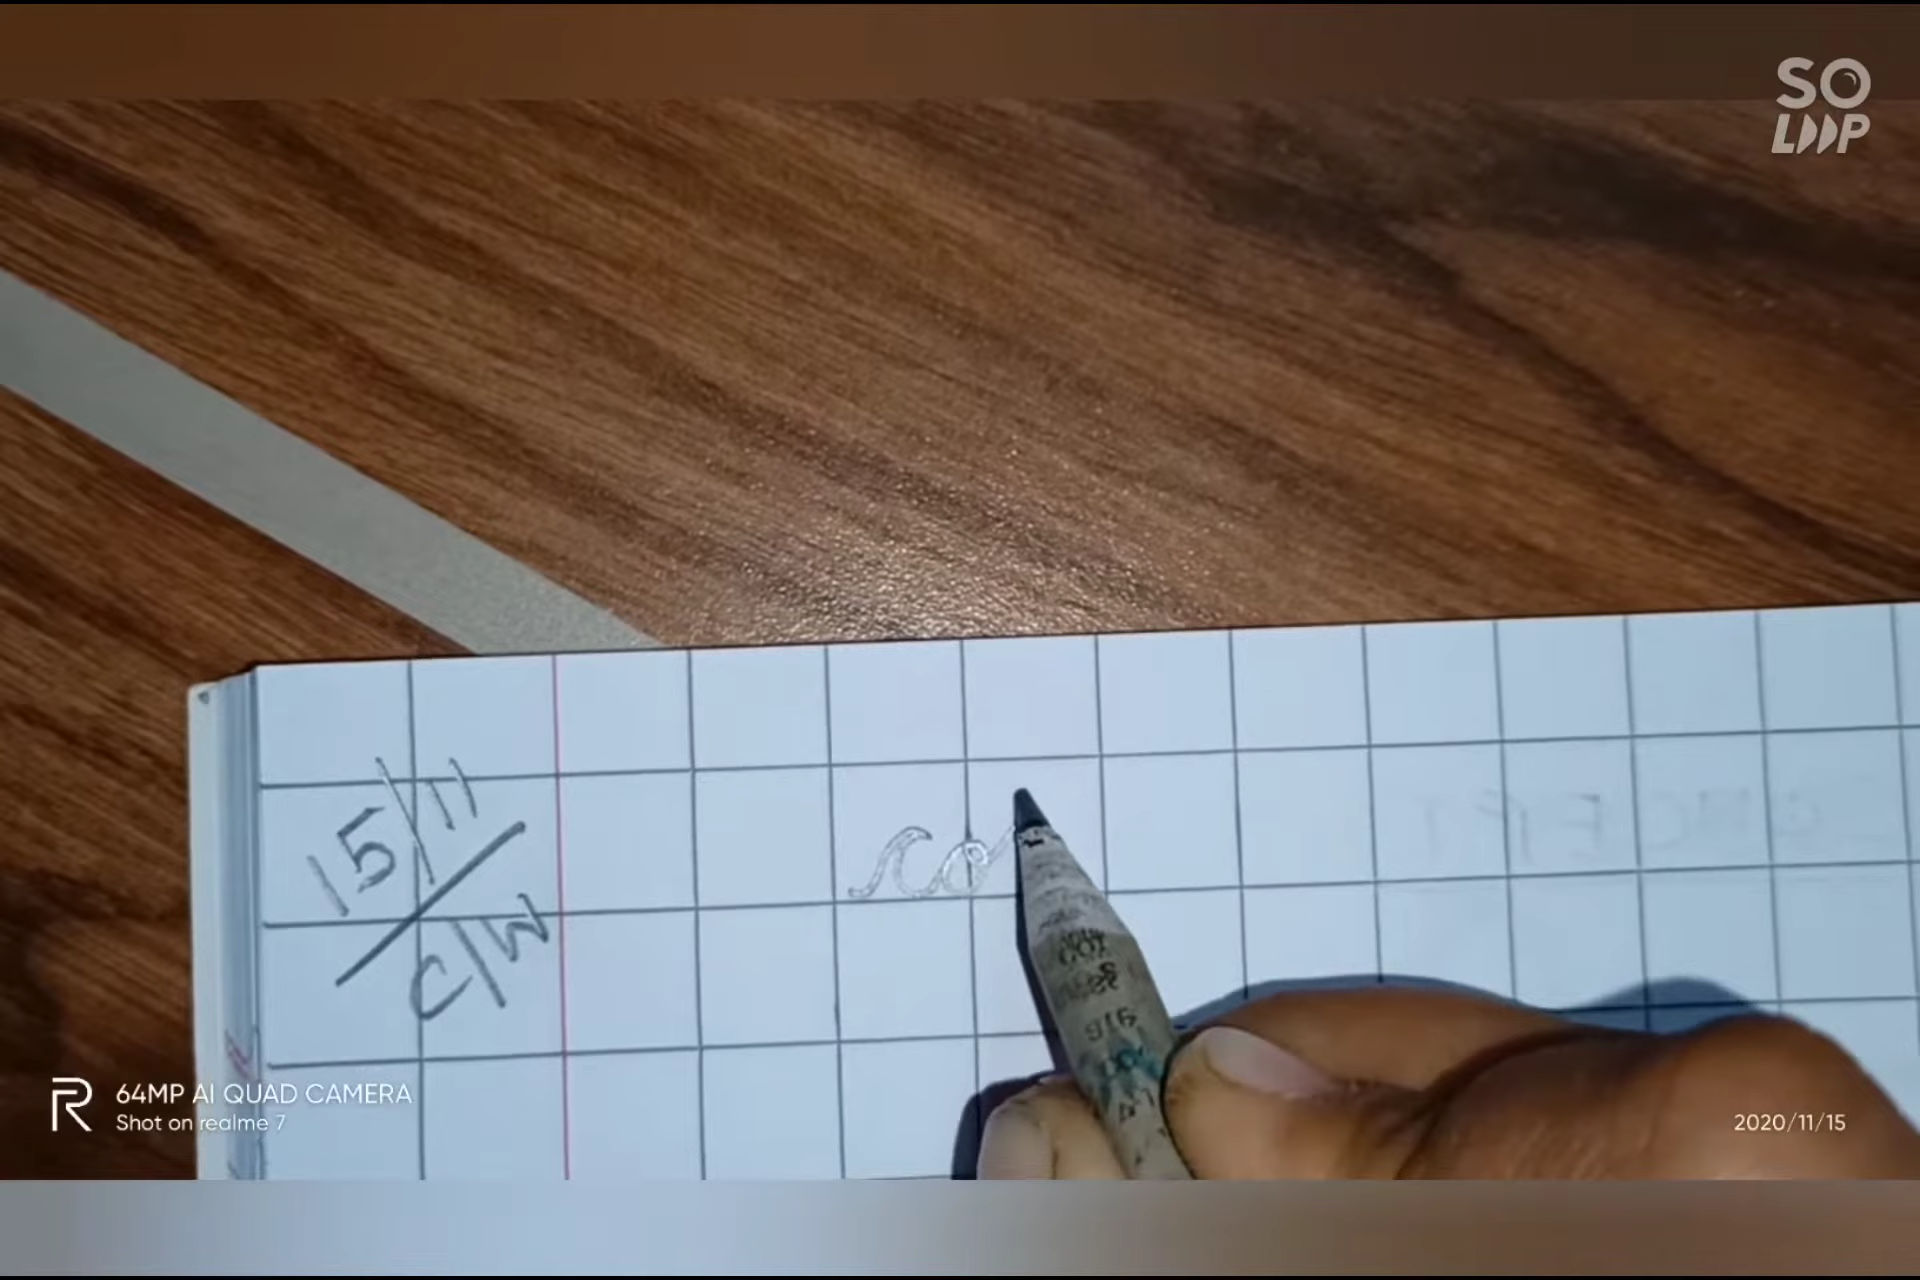 SO
LOOP
15/11
C/W
co
64MP AI QUAD CAMERA
Shot on realme 7
2020/11/15